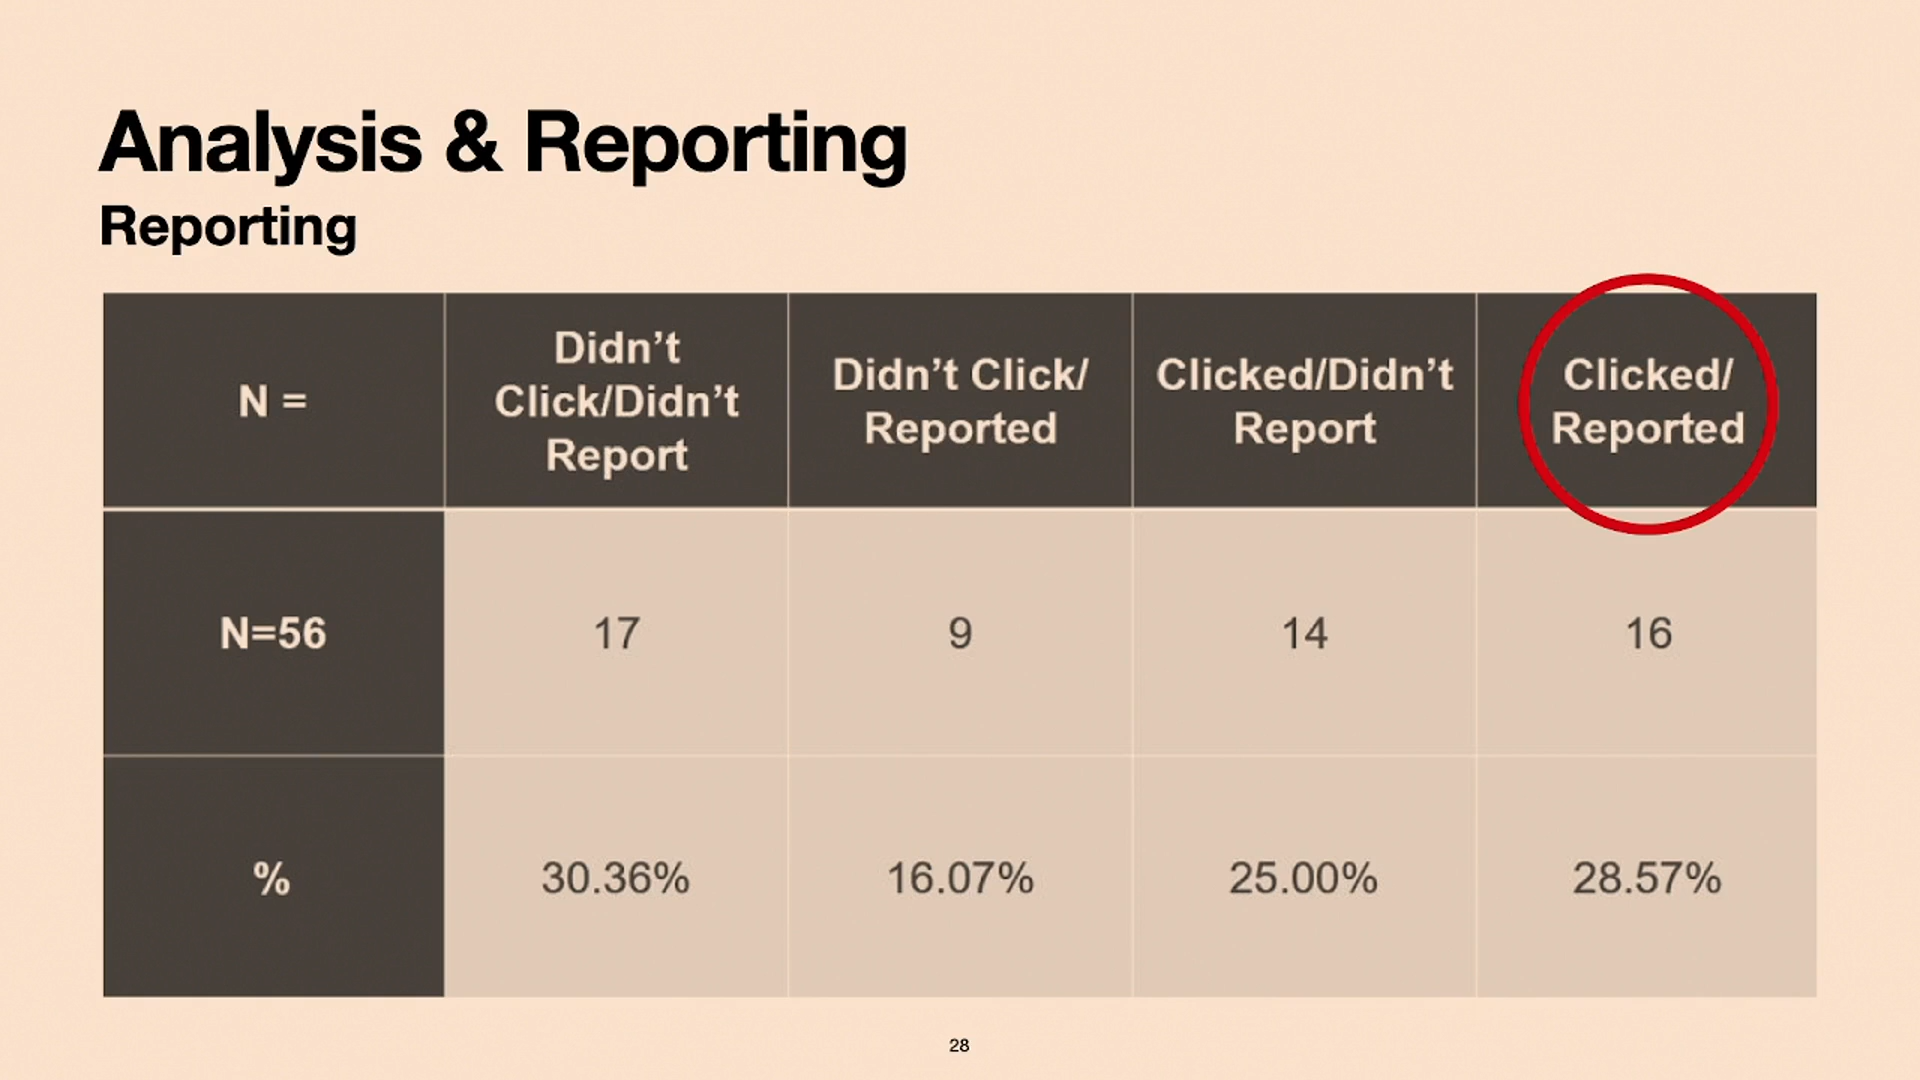 Analysis & Reporting
Reporting
N =
Didn’t
Click/Didn’t
Report
Didn’t Click/
Reported
Clicked/Didn’t
Report
Clicked/
Reported
N=56
17
9
14
16
%
30.36%
16.07%
25.00%
28.57%
28